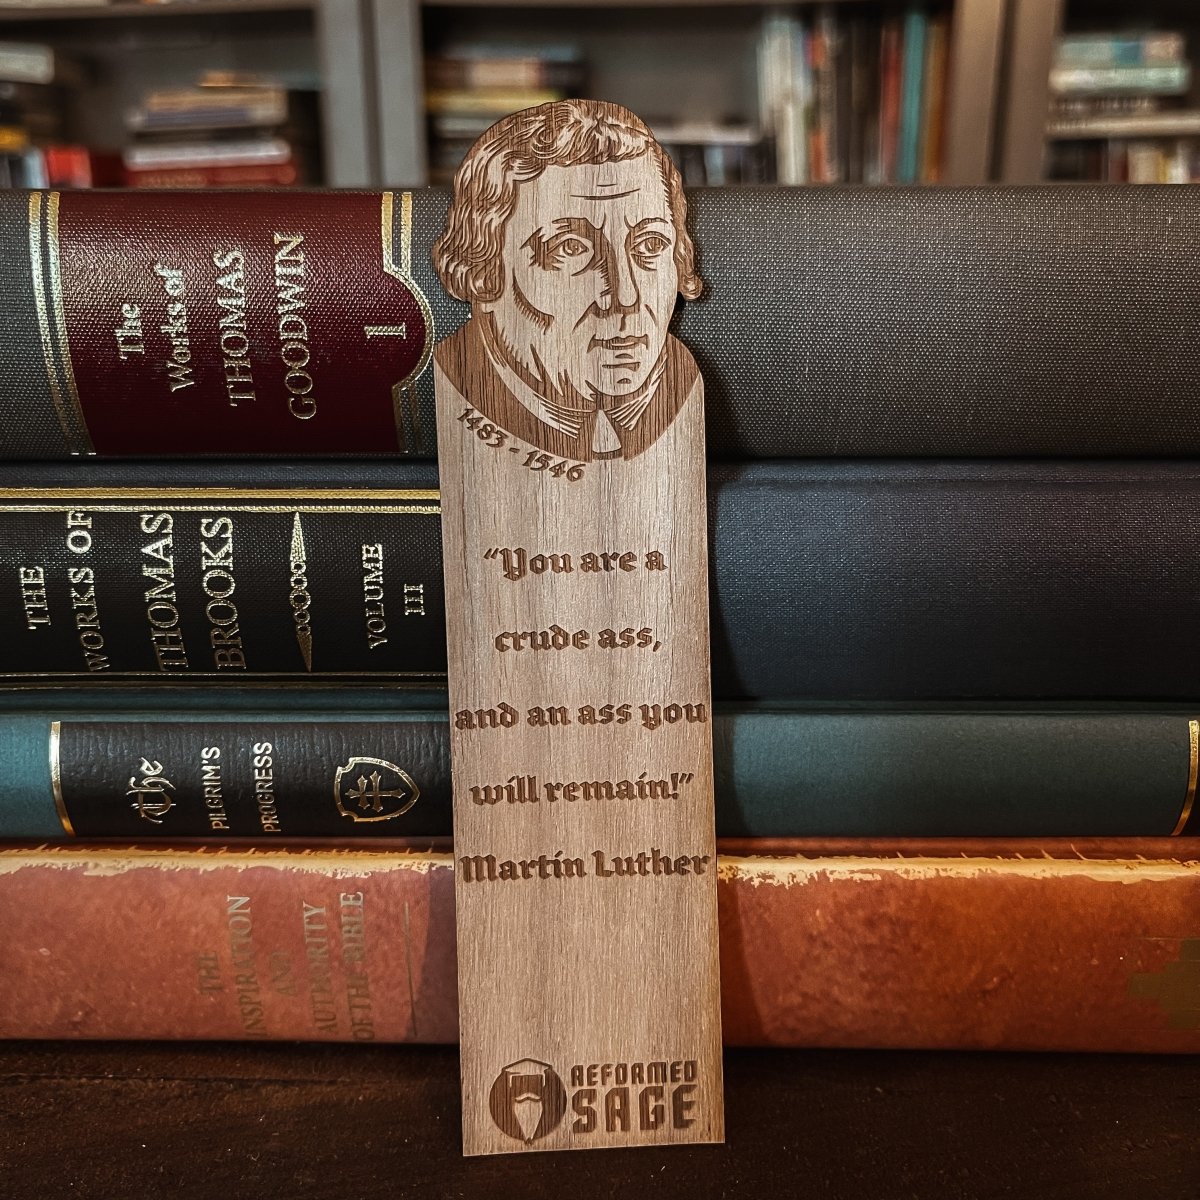 The
Works of
THOMAS
GOODWIN
1
THE
WORKS OF
THOMAS
BROOKS
VOLUME
III
The
PILGRIM'S
PROGRESS
THE
INSPIRATION
AND
AUTHORITY
OF THE BIBLE
1483 - 1546
“You are a
crude ass,
and an ass you
will remain!”
Martin Luther
REFORMED
SAGE